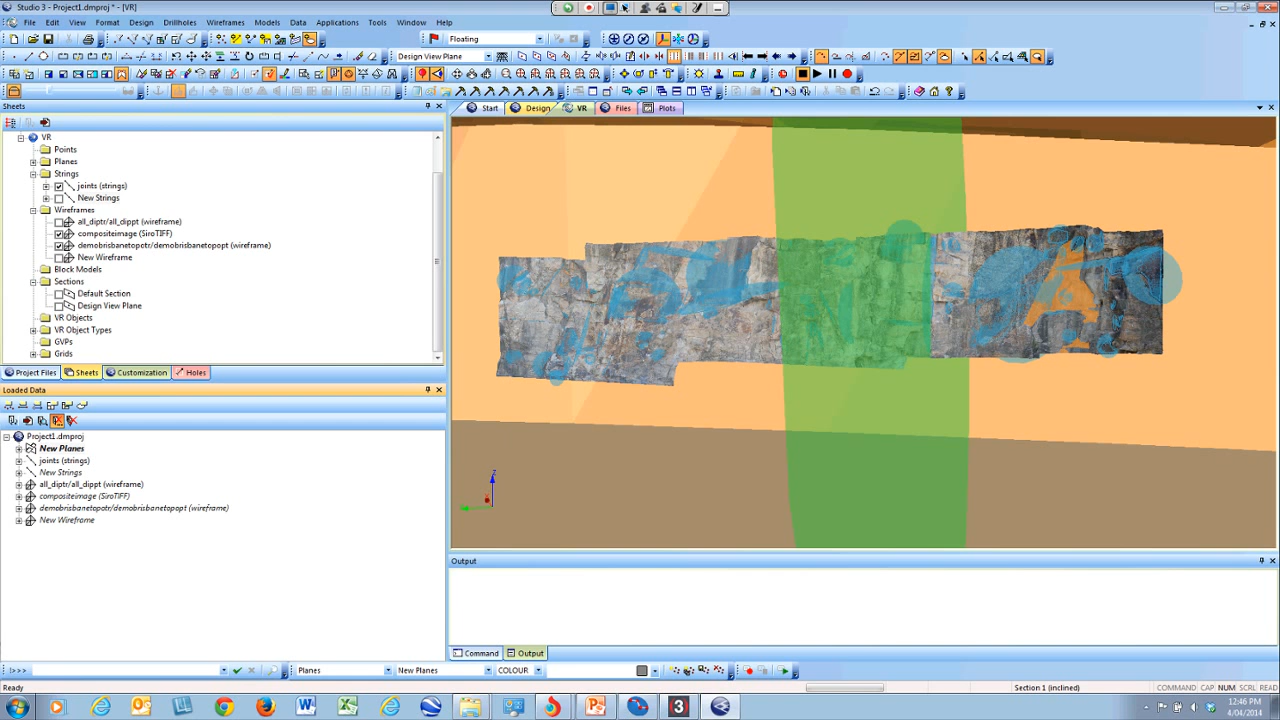 Studio 3 - Project1.dmproj * - [VR]
File Edit View Format Design Drillholes Wireframes Models Data Applications Tools Window Help
Floating
Design View Plane
Sheets
VR
Points
Planes
Strings
joints (strings)
New Strings
Wireframes
all_diptr/all_dippt (wireframe)
compositeimage (SiroTIFF)
demobrisbanetopotr/demobrisbanetopopt (wireframe)
New Wireframe
Block Models
Sections
Default Section
Design View Plane
VR Objects
VR Object Types
GVPs
Grids
Project Files Sheets Customization Holes
Loaded Data
Project1.dmproj
New Planes
joints (strings)
New Strings
all_diptr/all_dippt (wireframe)
compositeimage (SiroTIFF)
demobrisbanetopotr/demobrisbanetopopt (wireframe)
New Wireframe
Start Design VR Files Plots
z
Output
Command Output
!>>> Planes New Planes COLOUR
Ready Section 1 (inclined) COMMAND CAP NUM SCRL READ
12:46 PM
4/04/2014